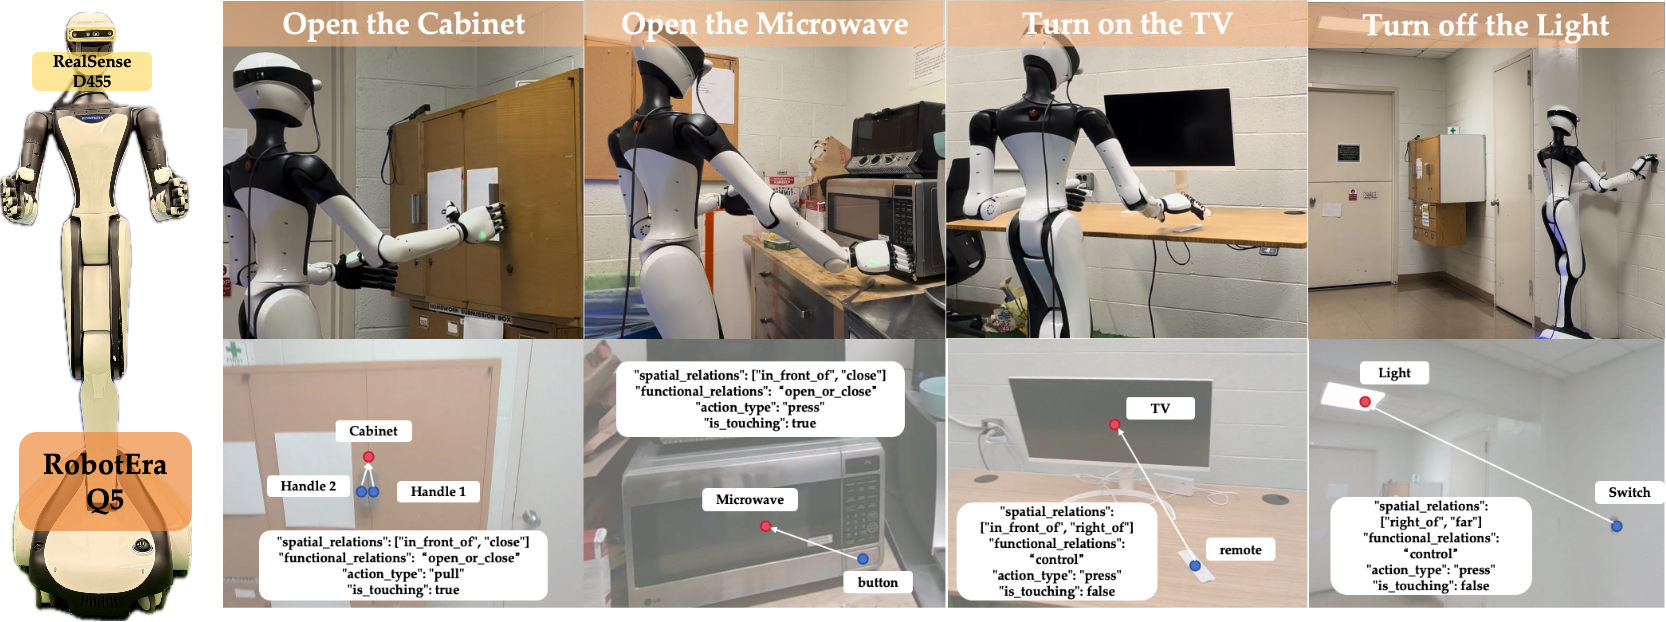 RealSense
D455
RobotEra
Q5
Open the Cabinet
Open the Microwave
Turn on the TV
Turn off the Light
HOMEWORK SUBMISSION BOX
Cabinet
Handle 2
Handle 1
"spatial_relations": ["in_front_of", "close"]
"functional_relations": "open_or_close"
"action_type": "pull"
"is_touching": true
"spatial_relations": ["in_front_of", "close"]
"functional_relations": "open_or_close"
"action_type": "press"
"is_touching": true
Microwave
button
TV
"spatial_relations":
["in_front_of", "right_of"]
"functional_relations":
"control"
"action_type": "press"
"is_touching": false
remote
Light
Switch
"spatial_relations":
["right_of", "far"]
"functional_relations":
"control"
"action_type": "press"
"is_touching": false